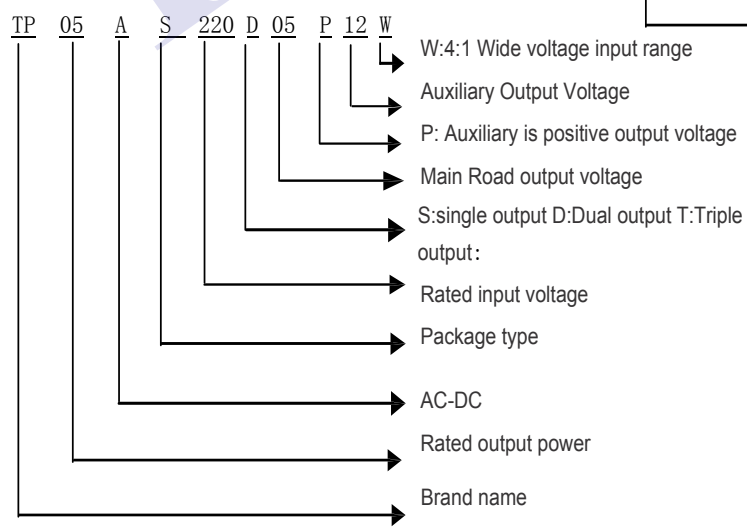 TP 05 A S 220 D 05 P 12 W
W:4:1 Wide voltage input range
Auxiliary Output Voltage
P: Auxiliary is positive output voltage
Main Road output voltage
S:single output D:Dual output T:Triple
output:
Rated input voltage
Package type
AC-DC
Rated output power
Brand name